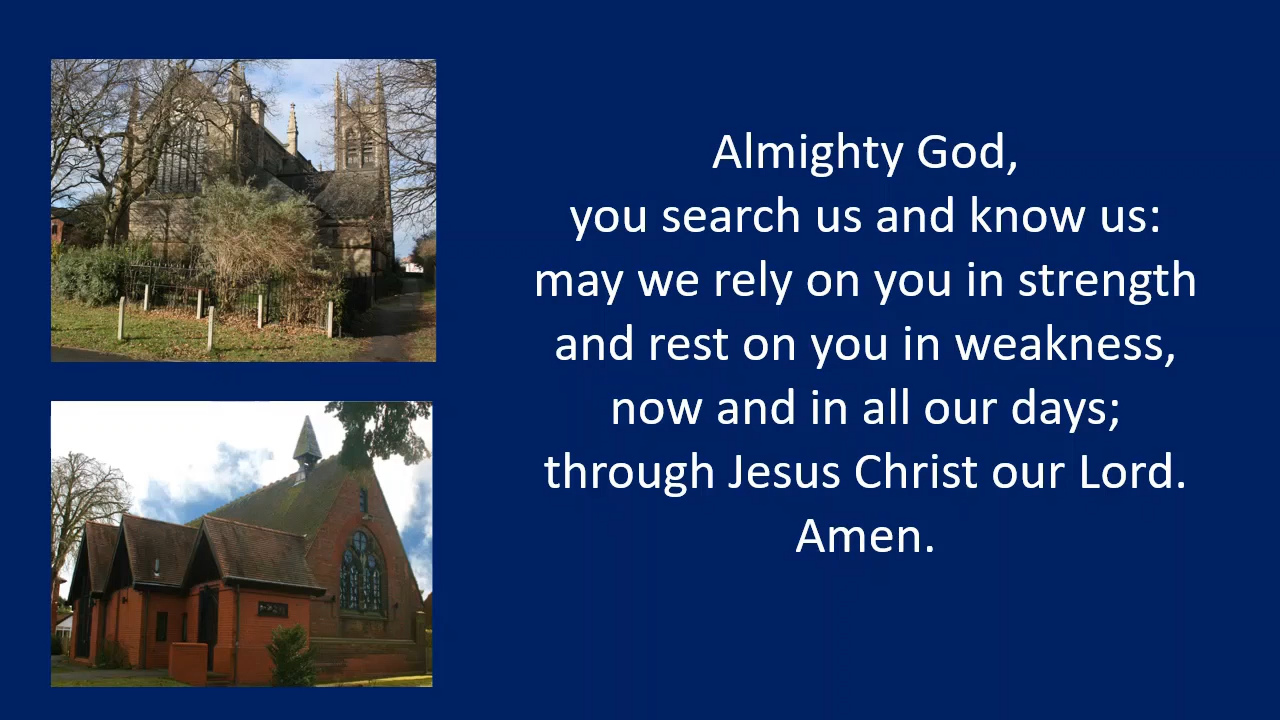 Almighty God,
you search us and know us:
may we rely on you in strength
and rest on you in weakness,
now and in all our days;
through Jesus Christ our Lord.
Amen.